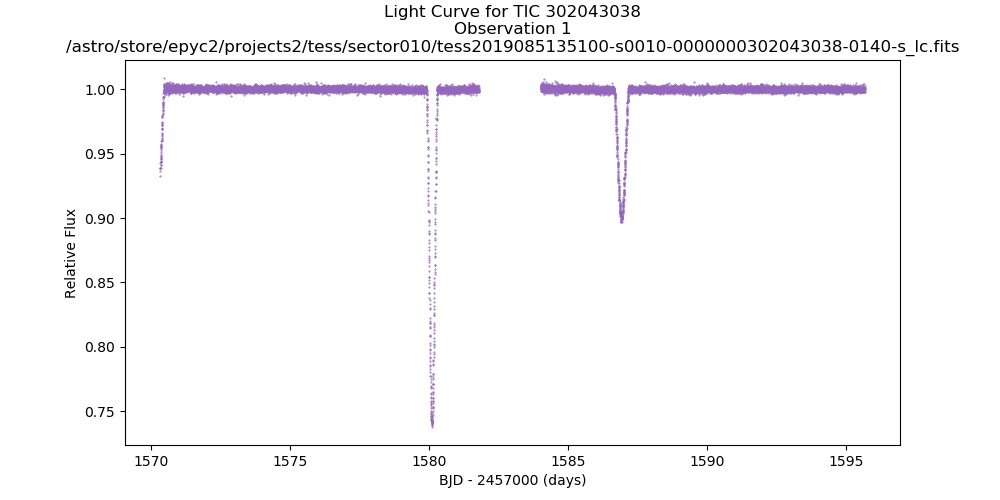 Light Curve for TIC 302043038
Observation 1
/astro/store/epyc2/projects2/tess/sector010/tess2019085135100-s0010-0000000302043038-0140-s_lc.fits
1.00
0.95
0.90
0.85
0.80
0.75
Relative Flux
1570 1575 1580 1585 1590 1595
BJD - 2457000 (days)